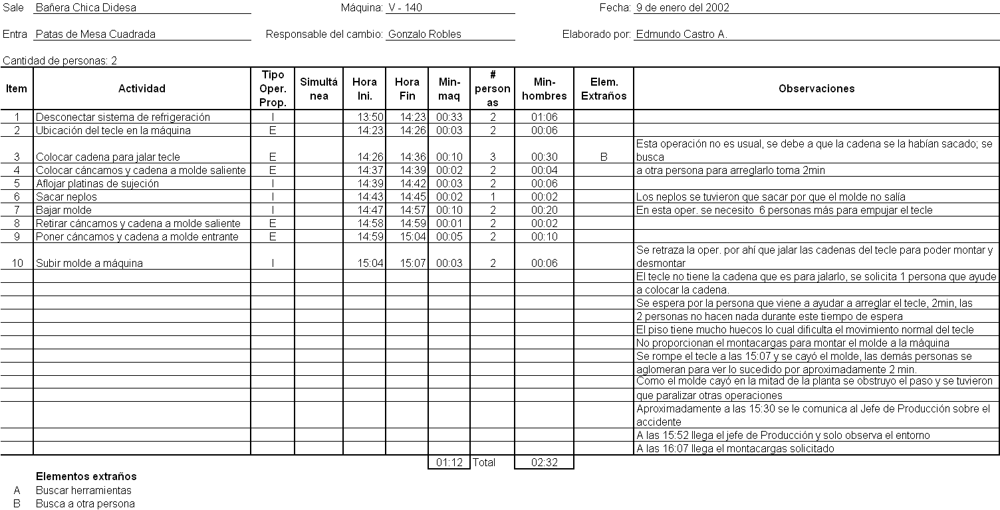 Sale Bañera Chica Didesa Máquina: V - 140 Fecha: 9 de enero del 2002
Entra Patas de Mesa Cuadrada Responsable del cambio: Gonzalo Robles Elaborado por: Edmundo Castro A.
Cantidad de personas: 2
Item Actividad Tipo Oper. Prop. Simultá nea Hora Ini. Hora Fin Min-maq # person as Min-hombres Elem. Extraños Observaciones
1 Desconectar sistema de refrigeración I 13:50 14:23 00:33 2 01:06
2 Ubicación del tecle en la máquina E 14:23 14:26 00:03 2 00:06
Esta operación no es usual, se debe a que la cadena se la habían sacado; se
3 Colocar cadena para jalar tecle E 14:26 14:36 00:10 3 00:30 B busca
4 Colocar cáncamos y cadena a molde saliente E 14:37 14:39 00:02 2 00:04 a otra persona para arreglarlo toma 2min
5 Aflojar platinas de sujeción I 14:39 14:42 00:03 2 00:06
6 Sacar neplos I 14:43 14:45 00:02 1 00:02 Los neplos se tuvieron que sacar por que el molde no salía
7 Bajar molde I 14:47 14:57 00:10 2 00:20 En esta oper. se necesito 6 personas más para empujar el tecle
8 Retirar cáncamos y cadena a molde saliente E 14:58 14:59 00:01 2 00:02
9 Poner cáncamos y cadena a molde entrante E 14:59 15:04 00:05 2 00:10
Se retraza la oper. por ahí que jalar las cadenas del tecle para poder montar y
10 Subir molde a máquina I 15:04 15:07 00:03 2 00:06 desmontar
El tecle no tiene la cadena que es para jalarlo, se solicita 1 persona que ayude
a colocar la cadena.
Se espera por la persona que viene a ayudar a arreglar el tecle, 2min, las
2 personas no hacen nada durante este tiempo de espera
El piso tiene mucho huecos lo cual dificulta el movimiento normal del tecle
No proporcionan el montacargas para montar el molde a la máquina
Se rompe el tecle a las 15:07 y se cayó el molde, las demás personas se
aglomeran para ver lo sucedido por aproximadamente 2 min.
Como el molde cayó en la mitad de la planta se obstruyo el paso y se tuvieron
que paralizar otras operaciones
Aproximadamente a las 15:30 se le comunica al Jefe de Producción sobre el
accidente
A las 15:52 llega el jefe de Producción y solo observa el entorno
A las 16:07 llega el montacargas solicitado
01:12 Total 02:32
Elementos extraños
A Buscar herramientas
B Busca a otra persona